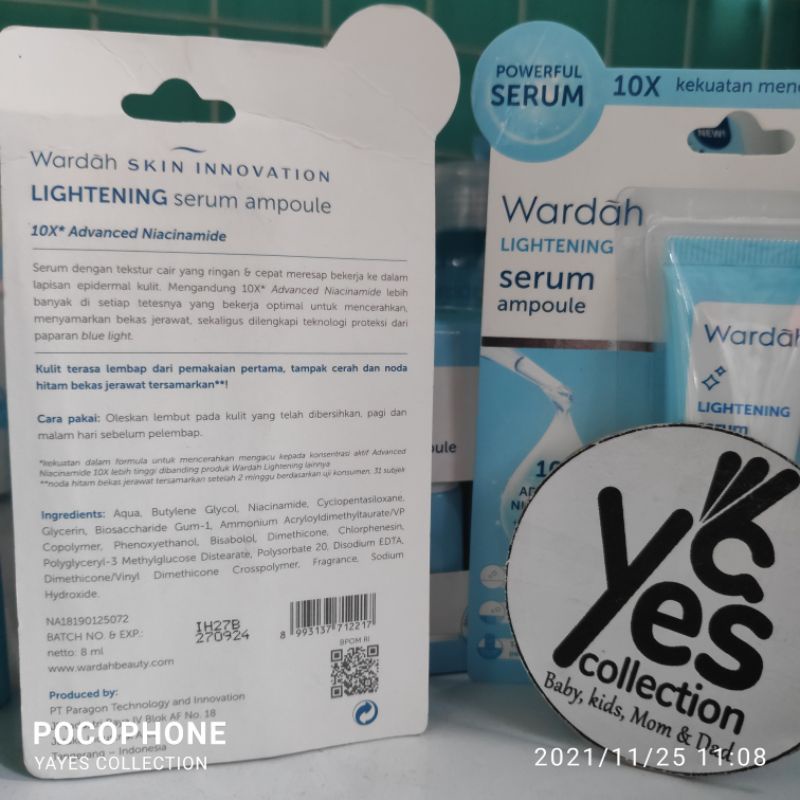 Wardah SKIN INNOVATION
LIGHTENING serum ampoule
10X* Advanced Niacinamide
Serum dengan tekstur cair yang ringan & cepat meresap bekerja ke dalam
lapisan epidermal kulit. Mengandung 10X* Advanced Niacinamide lebih
banyak di setiap tetesnya yang bekerja optimal untuk mencerahkan,
menyamarkan bekas jerawat, sekaligus dilengkapi teknologi proteksi dari
paparan blue light.
Kulit terasa lembap dari pemakaian pertama, tampak cerah dan noda
hitam bekas jerawat tersamarkan**!
Cara pakai: Oleskan lembut pada kulit yang telah dibersihkan, pagi dan
malam hari sebelum pelembap.
*kekuatan dalam formula untuk mencerahkan mengacu kepada konsentrasi aktif Advanced
Niacinamide 10X lebih tinggi dibanding produk Wardah Lightening lainnya
**noda hitam bekas jerawat tersamarkan setelah 2 minggu berdasarkan uji konsumen, 31 subjek
Ingredients: Aqua, Butylene Glycol, Niacinamide, Cyclopentasiloxane,
Glycerin, Biosaccharide Gum-1, Ammonium Acryloyldimethyltaurate/VP
Copolymer, Phenoxyethanol, Bisabolol, Dimethicone, Chlorphenesin,
Polyglyceryl-3 Methylglucose Distearate, Polysorbate 20, Disodium EDTA,
Dimethicone/Vinyl Dimethicone Crosspolymer, Fragrance, Sodium
Hydroxide.
NA18190125072
BATCH NO. & EXP.:
IH27B
270924
netto: 8 ml
www.wardahbeauty.com
8 993137 712217
BPOM RI
Produced by:
PT Paragon Technology and Innovation
IV Blok AF No. 18
Tangerang – Indonesia
POWERFUL
SERUM
10X kekuatan
NEW!
Wardah
LIGHTENING
serum
ampoule
Wardah
LIGHTENING
serum
yes
collection
Baby, kids, Mom & Dad
POCOPHONE
YAYES COLLECTION
2021/11/25 11:08